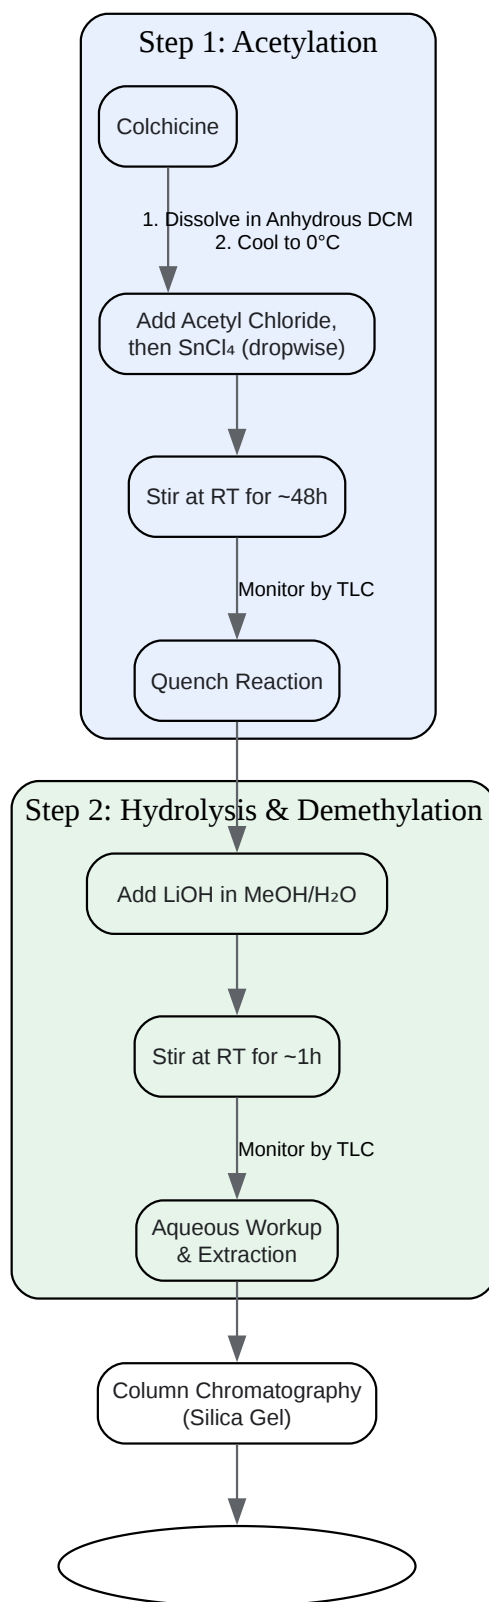 Step 1: Acetylation
Colchicine
1. Dissolve in Anhydrous DCM
2. Cool to 0°C
Add Acetyl Chloride,
then SnCl₄ (dropwise)
Stir at RT for ~48h
Monitor by TLC
Quench Reaction
Step 2: Hydrolysis & Demethylation
Add LiOH in MeOH/H₂O
Stir at RT for ~1h
Monitor by TLC
Aqueous Workup
& Extraction
Column Chromatography
(Silica Gel)